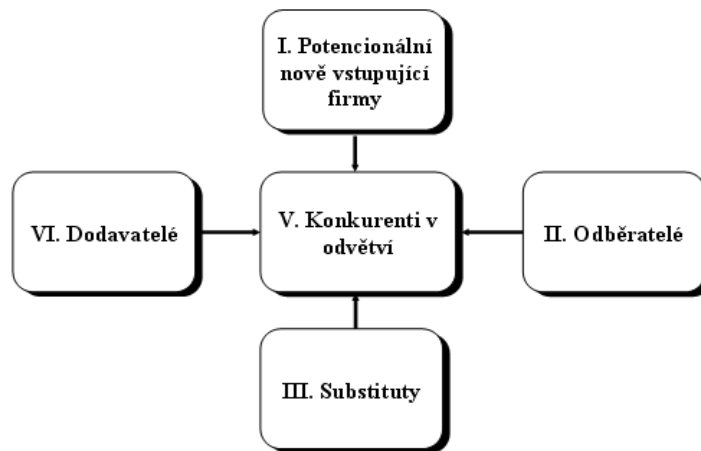 I. Potencionální
nově vstupující
firmy
VI. Dodavatelé
V. Konkurenti v
odvětví
II. Odběratelé
III. Substituty